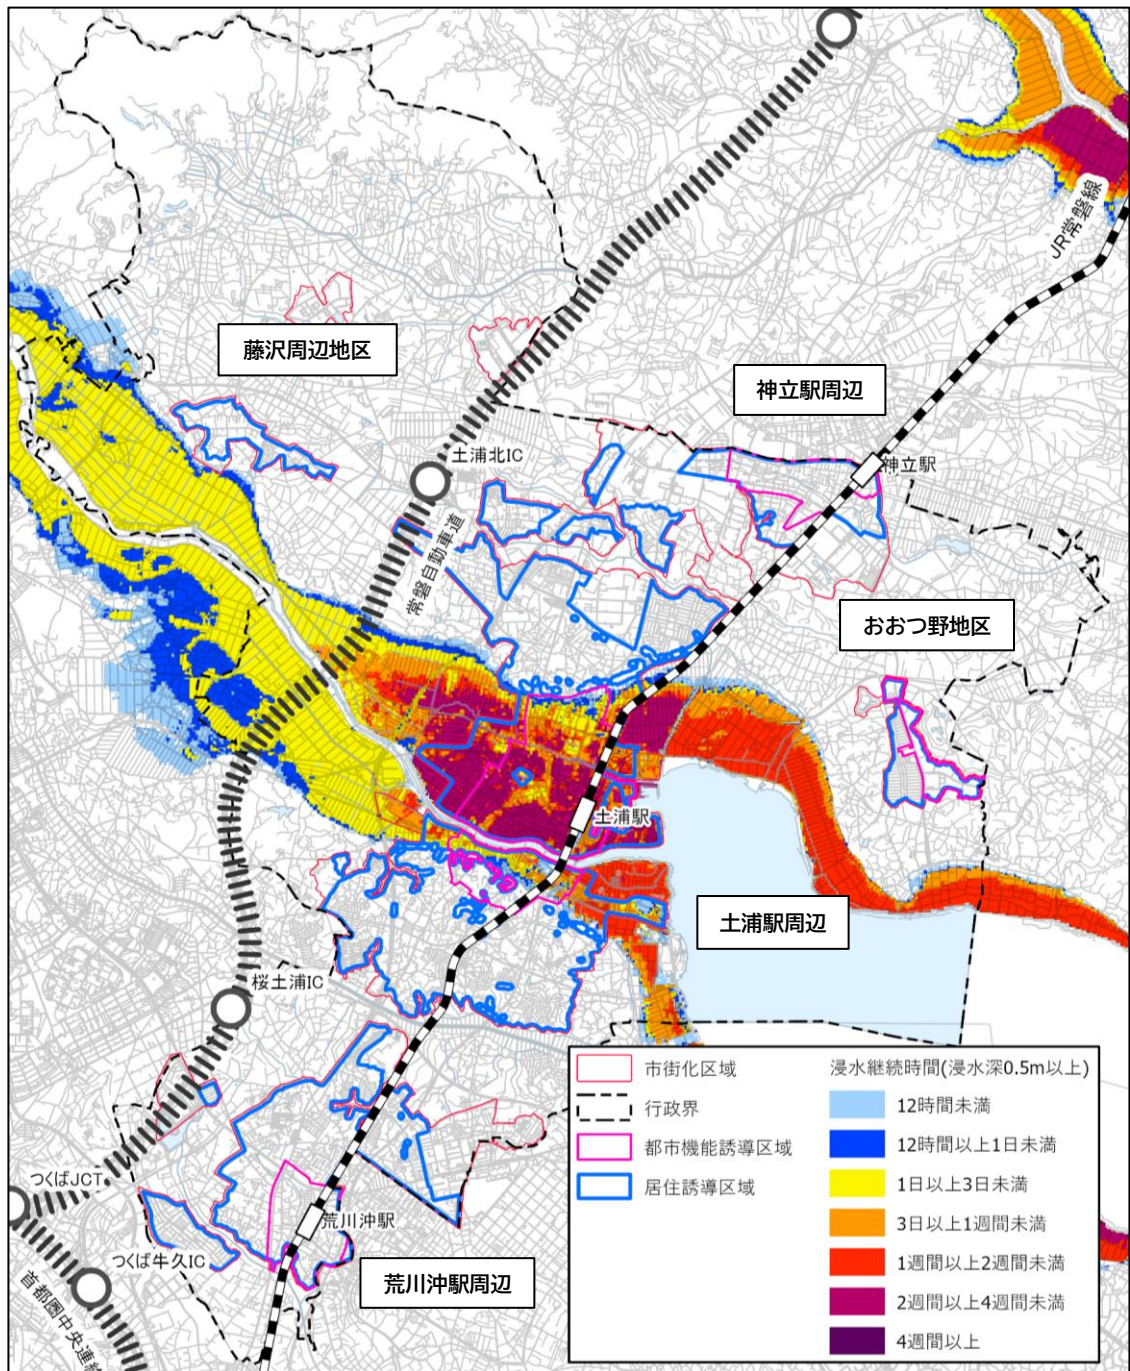 JR常磐線
藤沢周辺地区
神立駅周辺
土浦北IC
神立駅
常磐自動車道
おおつ野地区
土浦駅
土浦駅周辺
桜土浦IC
つくばJCT
荒川沖駅
つくば牛久IC
荒川沖駅周辺
首都圏中央連絡
市街化区域
行政界
都市機能誘導区域
居住誘導区域
浸水継続時間(浸水深0.5m以上)
12時間未満
12時間以上1日未満
1日以上3日未満
3日以上1週間未満
1週間以上2週間未満
2週間以上4週間未満
4週間以上